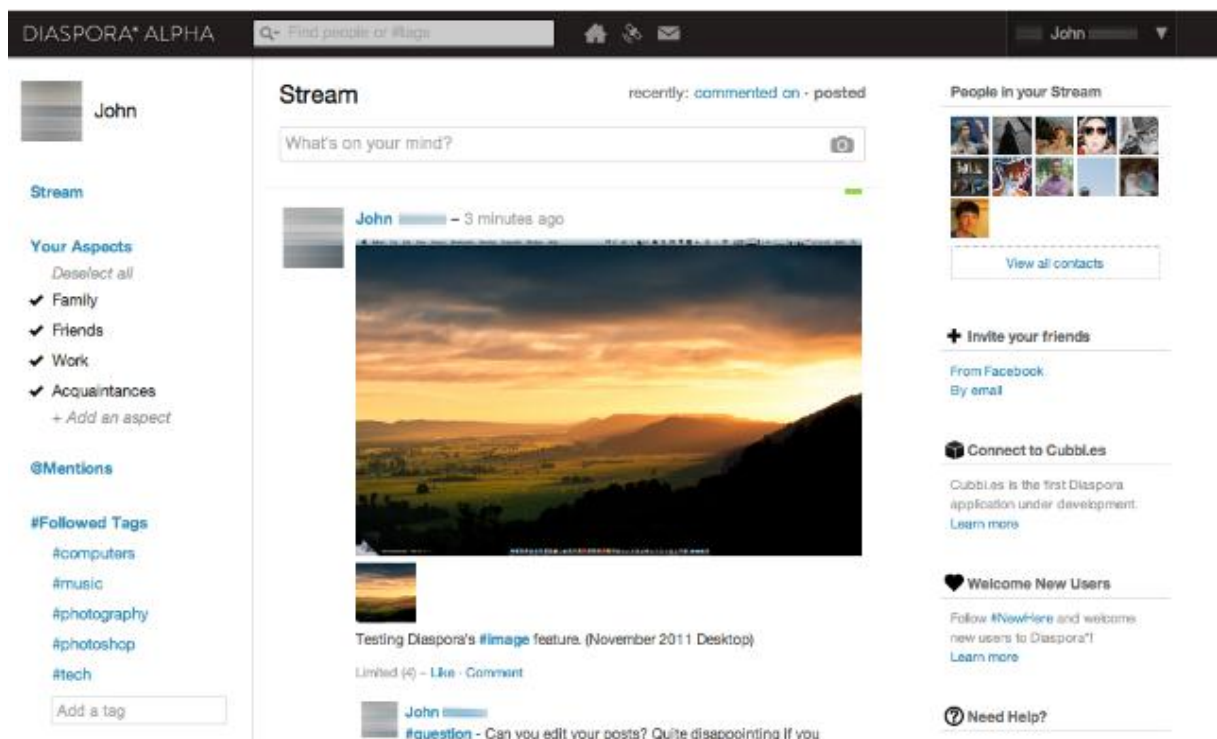 DIASPORA* ALPHA
Find people or #tags
John
John
Stream
Your Aspects
Deselect all
Family
Friends
Work
Acquaintances
+ Add an aspect
@Mentions
#Followed Tags
#computers
#music
#photography
#photoshop
#tech
Add a tag
Stream
recently: commented on - posted
What's on your mind?
John – 3 minutes ago
Testing Diaspora's #image feature. (November 2011 Desktop)
Limited (4) – Like · Comment
John
#question - Can you edit your posts? Quite disappointing if you
People in your Stream
View all contacts
Invite your friends
From Facebook
By email
Connect to Cubbi.es
Cubbi.es is the first Diaspora
application under development.
Learn more
Welcome New Users
Follow #NewHere and welcome
new users to Diaspora*!
Learn more
Need Help?